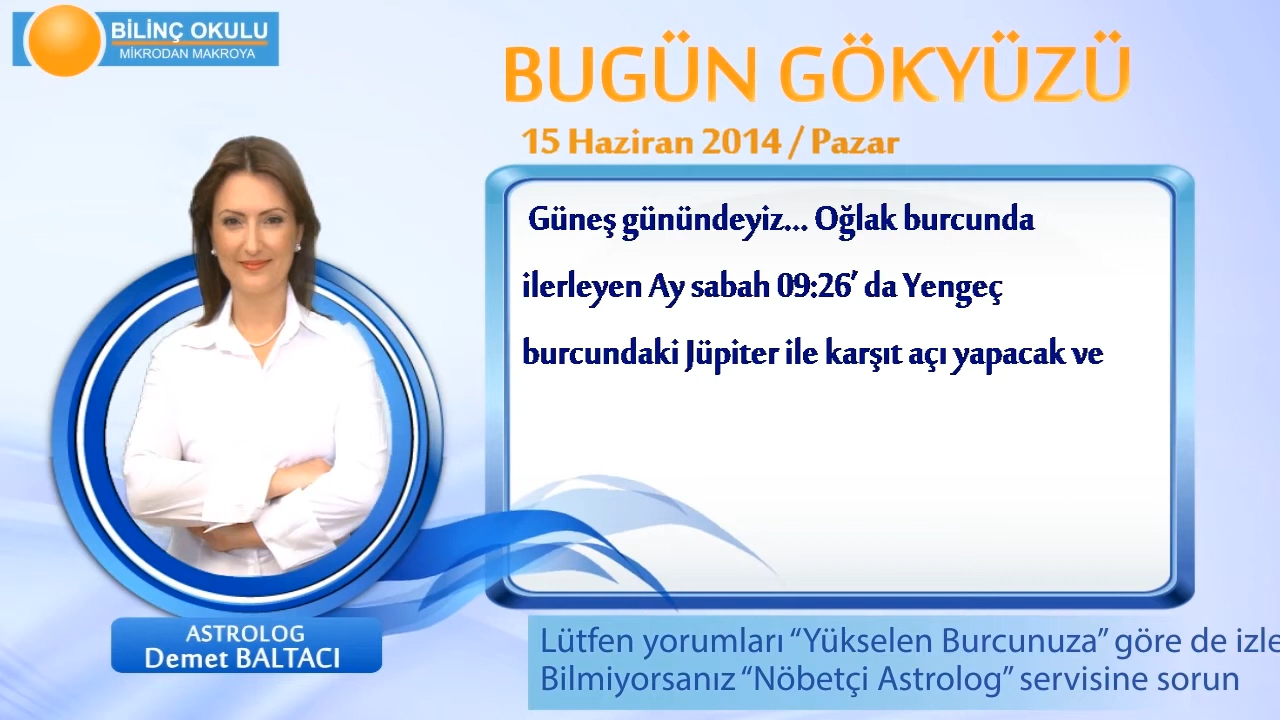 BİLİNÇ OKULU
MİKRODAN MAKROYA
BUGÜN GÖKYÜZÜ
15 Haziran 2014 / Pazar
Güneş günündeyiz... Oğlak burcunda
ilerleyen Ay sabah 09:26' da Yengeç
burcundaki Jüpiter ile karşıt açı yapacak ve
ASTROLOG
Demet BALTACI
Lütfen yorumları “Yükselen Burcunuza” göre de izle
Bilmiyorsanız “Nöbetçi Astrolog” servisine sorun